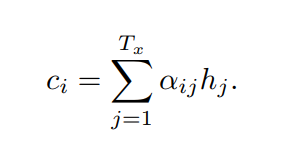 c_i = \sum_{j=1}^{T_x} \alpha_{ij} h_j.